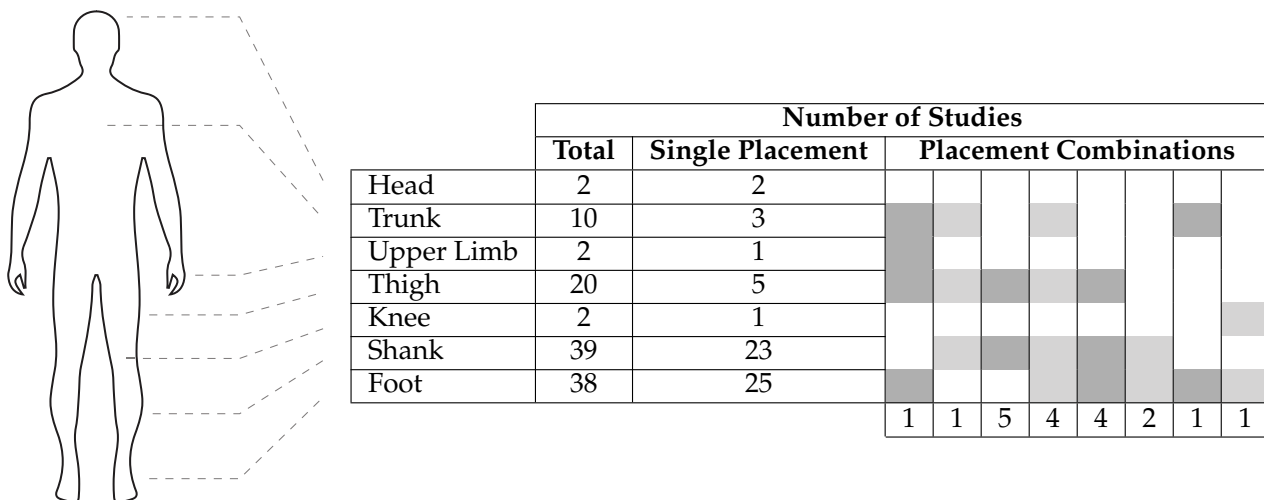 Number of Studies
Total Single Placement Placement Combinations
Head 2 2
Trunk 10 3
Upper Limb 2 1
Thigh 20 5
Knee 2 1
Shank 39 23
Foot 38 25
1 1 5 4 4 2 1 1